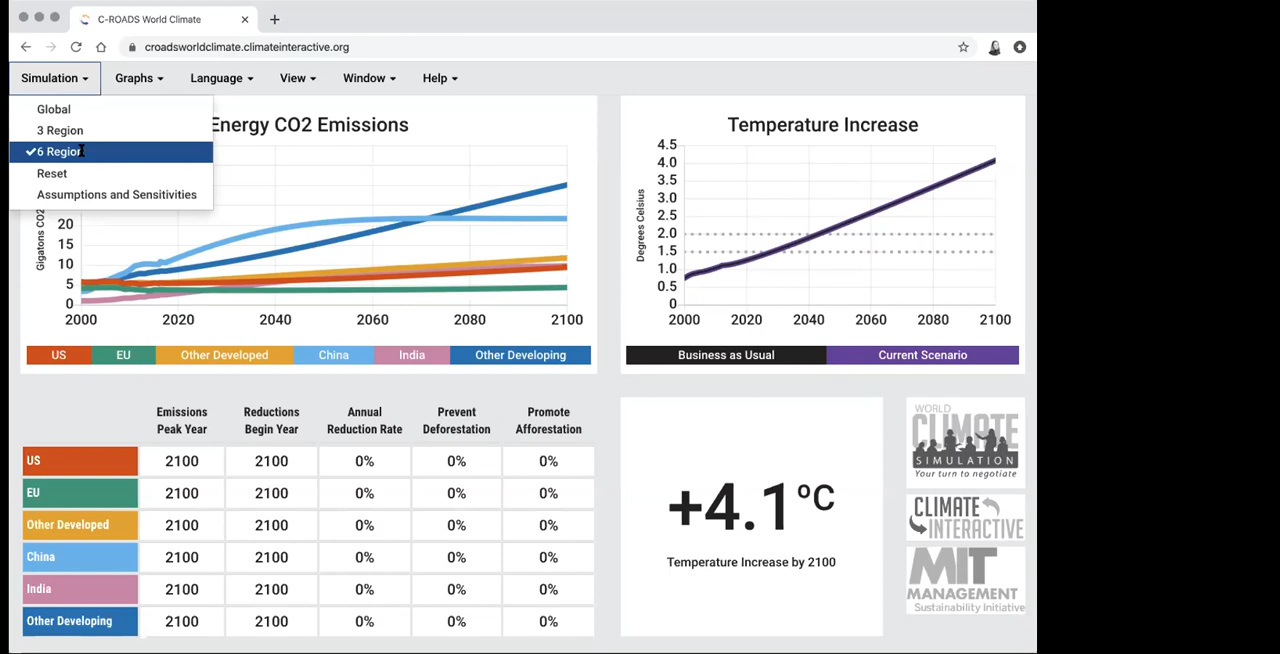 C-ROADS World Climate
croadsworldclimate.climateinteractive.org
Simulation Graphs Language View Window Help
Global
3 Region
6 Region
Reset
Assumptions and Sensitivities
Energy CO2 Emissions
Gigatons CO2
20
15
10
5
0
2000 2020 2040 2060 2080 2100
US EU Other Developed China India Other Developing
Temperature Increase
Degrees Celsius
4.5
4.0
3.5
3.0
2.5
2.0
1.5
1.0
0.5
0
2000 2020 2040 2060 2080 2100
Business as Usual Current Scenario
Emissions Peak Year Reductions Begin Year Annual Reduction Rate Prevent Deforestation Promote Afforestation
US 2100 2100 0% 0% 0%
EU 2100 2100 0% 0% 0%
Other Developed 2100 2100 0% 0% 0%
China 2100 2100 0% 0% 0%
India 2100 2100 0% 0% 0%
Other Developing 2100 2100 0% 0% 0%
+4.1ºC
Temperature Increase by 2100
WORLD
CLIMATE
SIMULATION
Your turn to negotiate
CLIMATE
INTERACTIVE
MIT
MANAGEMENT
Sustainability Initiative